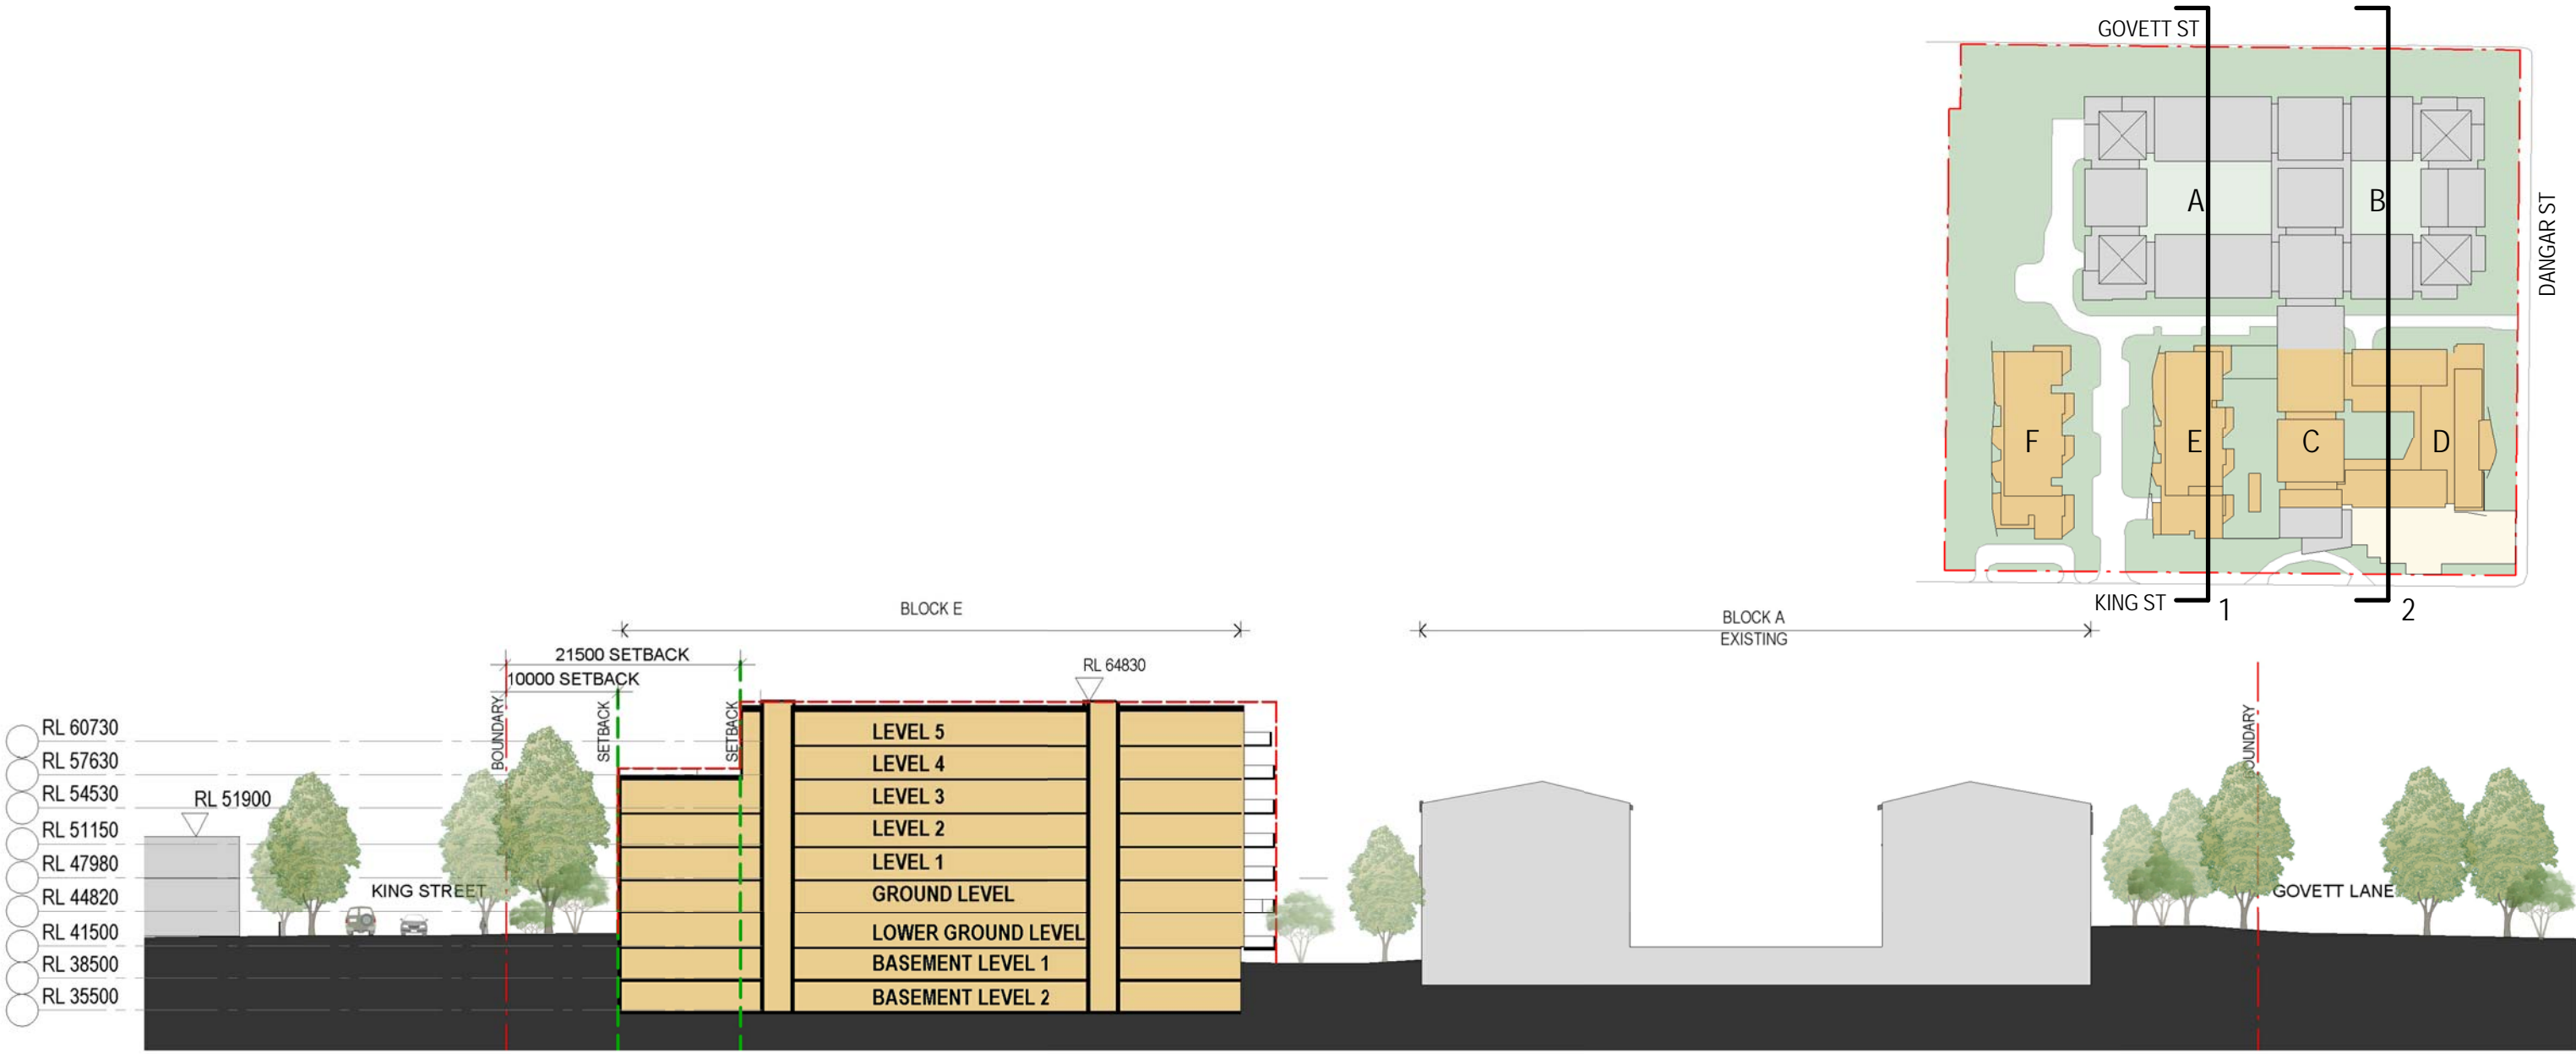 GOVETT ST
A
B
DANGAR ST
F
E
C
D
KING ST
1
2
BLOCK E
BLOCK A
EXISTING
21500 SETBACK
10000 SETBACK
RL 64830
BOUNDARY
SETBACK
SETBACK
RL 60730
RL 57630
RL 54530
RL 51150
RL 47980
RL 44820
RL 41500
RL 38500
RL 35500
RL 51900
KING STREET
LEVEL 5
LEVEL 4
LEVEL 3
LEVEL 2
LEVEL 1
GROUND LEVEL
LOWER GROUND LEVEL
BASEMENT LEVEL 1
BASEMENT LEVEL 2
BOUNDARY
GOVETT LANE